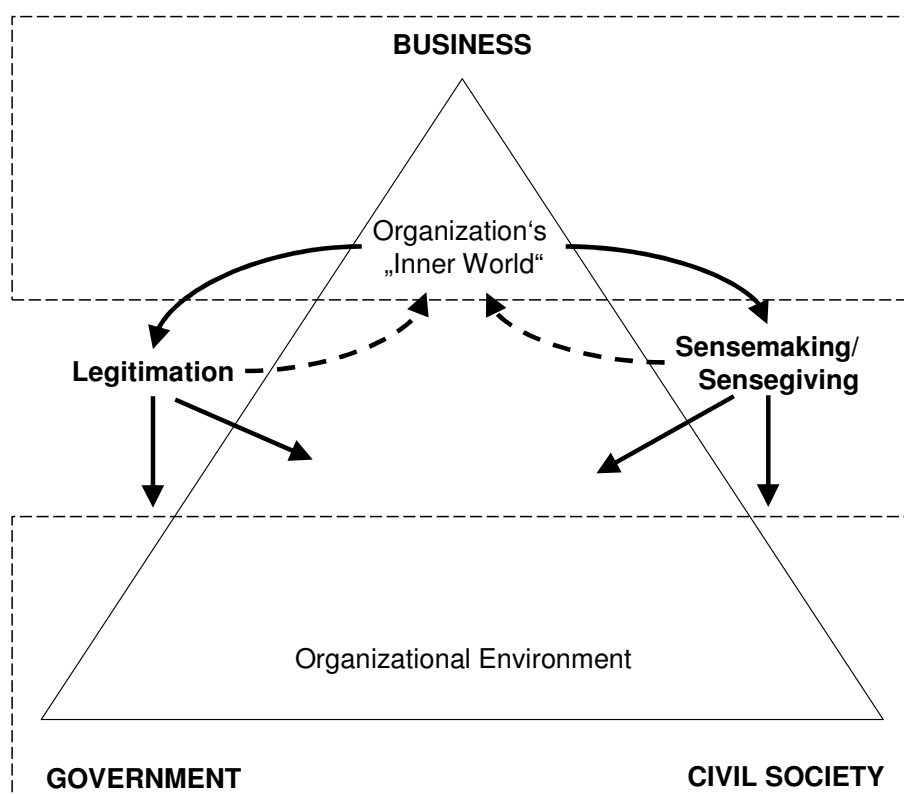 BUSINESS
Organization‘s
„Inner World“
Legitimation
Sensemaking/
Sensegiving
Organizational Environment
GOVERNMENT
CIVIL SOCIETY